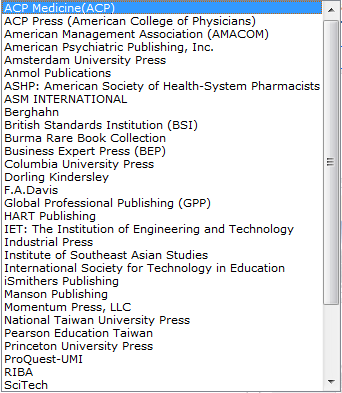 ACP Medicine(ACP)
ACP Press (American College of Physicians)
American Management Association (AMACOM)
American Psychiatric Publishing, Inc.
Amsterdam University Press
Anmol Publications
ASHP: American Society of Health-System Pharmacists
ASM INTERNATIONAL
Berghahn
British Standards Institution (BSI)
Burma Rare Book Collection
Business Expert Press (BEP)
Columbia University Press
Dorling Kindersley
F.A.Davis
Global Professional Publishing (GPP)
HART Publishing
IET: The Institution of Engineering and Technology
Industrial Press
Institute of Southeast Asian Studies
International Society for Technology in Education
iSmithers Publishing
Manson Publishing
Momentum Press, LLC
National Taiwan University Press
Pearson Education Taiwan
Princeton University Press
ProQuest-UMI
RIBA
SciTech